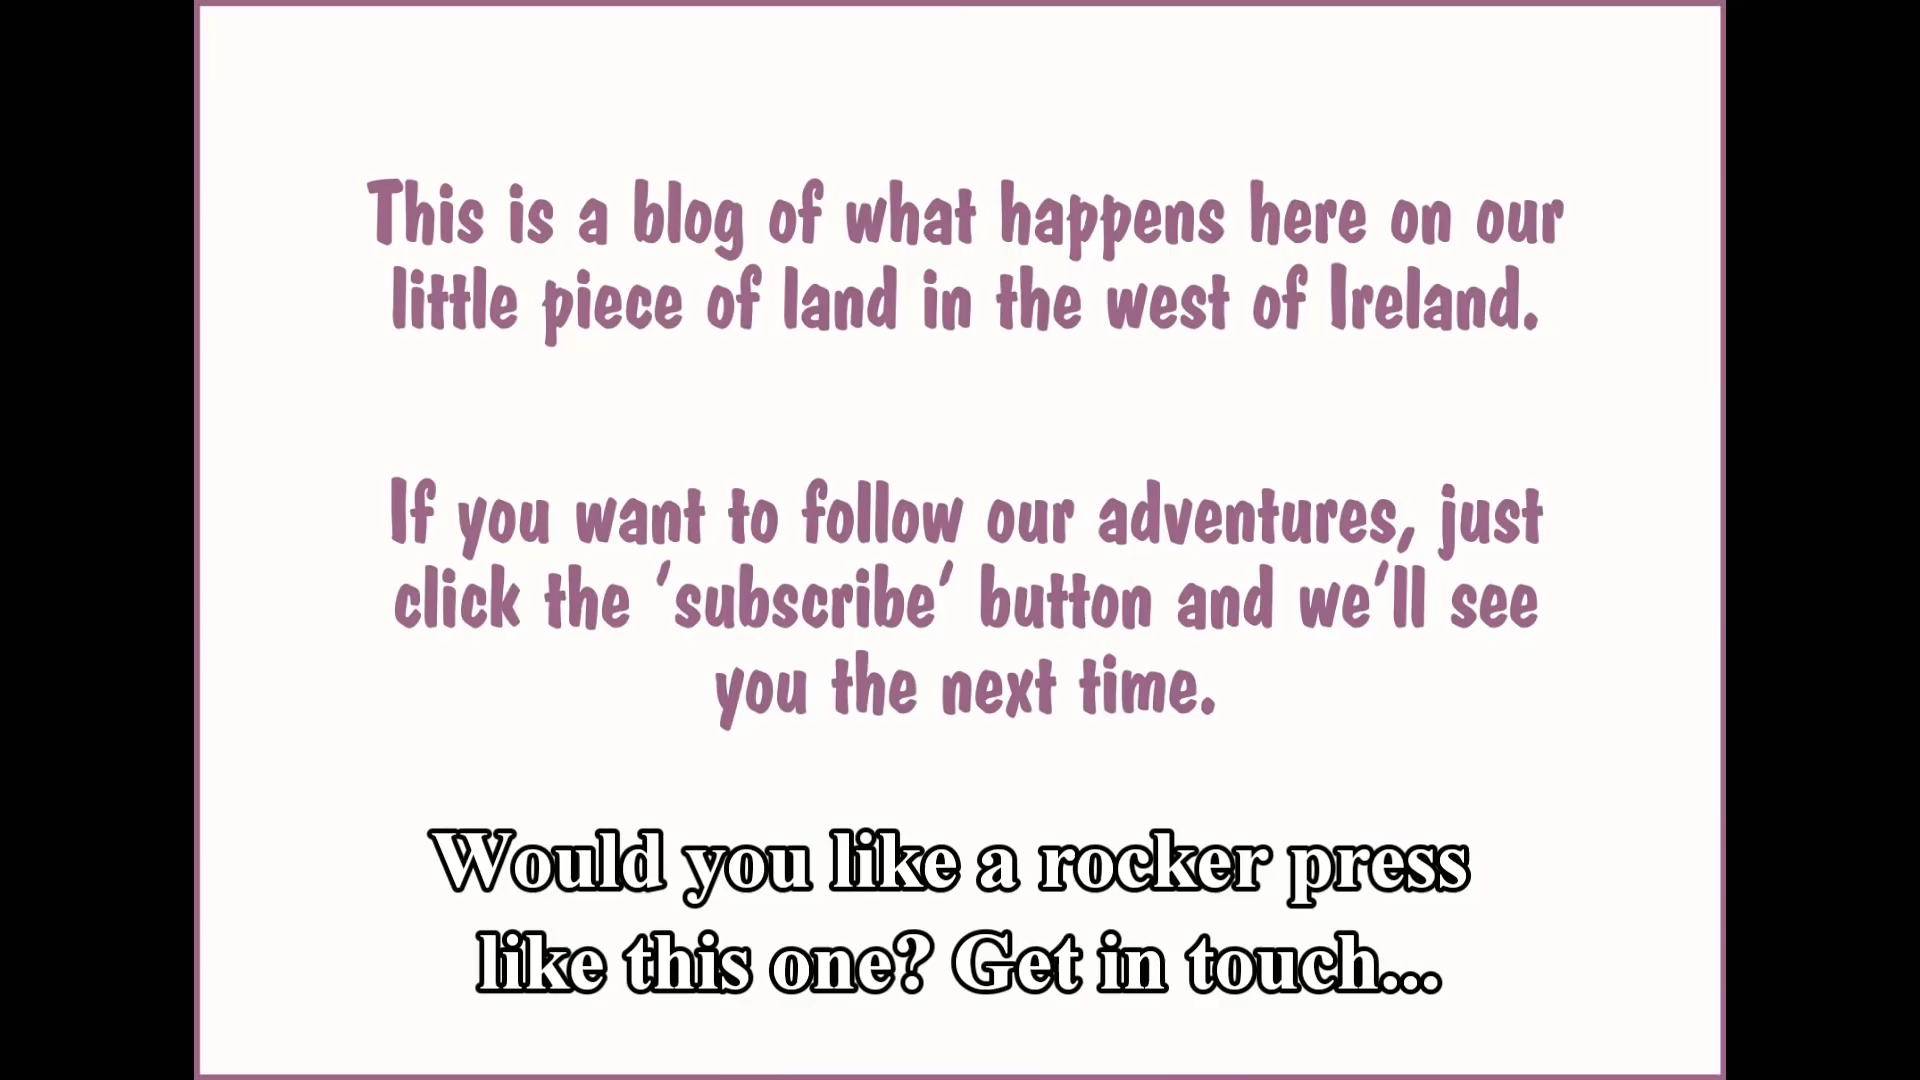 This is a blog of what happens here on our
little piece of land in the west of Ireland.
If you want to follow our adventures, just
click the 'subscribe' button and we'll see
you the next time.
Would you like a rocker press
like this one? Get in touch...